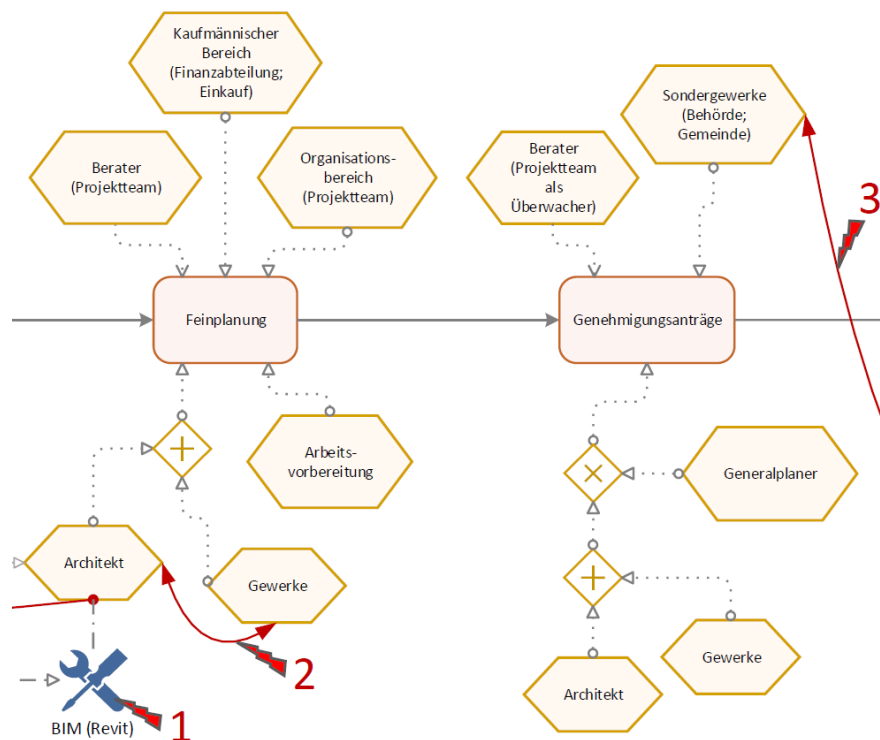 Kaufmännischer
Bereich
(Finanzabteilung;
Einkauf)
Sondergewerke
(Behörde;
Gemeinde)
Berater
(Projektteam)
Organisations-
bereich
(Projektteam)
Berater
(Projektteam
als
Überwacher)
3
Feinplanung
Genehmigungsanträge
Arbeits-
vorbereitung
Generalplaner
Architekt
Gewerke
Gewerke
Architekt
2
1
BIM (Revit)